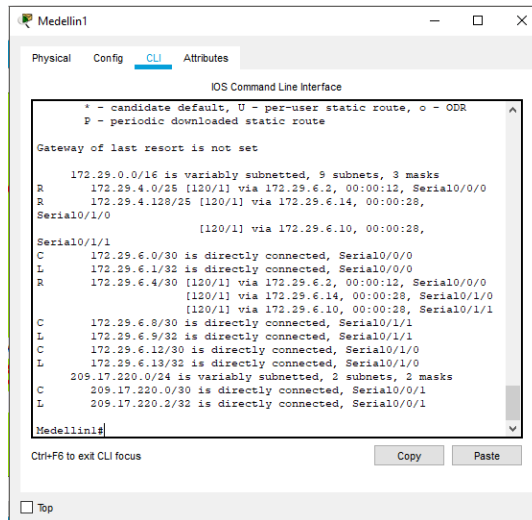 Medellin1
Physical Config CLI Attributes
IOS Command Line Interface
* - candidate default, U - per-user static route, o - ODR
P - periodic downloaded static route
Gateway of last resort is not set
172.29.0.0/16 is variably subnetted, 9 subnets, 3 masks
R 172.29.4.0/25 [120/1] via 172.29.6.2, 00:00:12, Serial0/0/0
R 172.29.4.128/25 [120/1] via 172.29.6.14, 00:00:28,
Serial0/1/0
[120/1] via 172.29.6.10, 00:00:28,
Serial0/1/1
C 172.29.6.0/30 is directly connected, Serial0/0/0
L 172.29.6.1/32 is directly connected, Serial0/0/0
R 172.29.6.4/30 [120/1] via 172.29.6.2, 00:00:12, Serial0/0/0
[120/1] via 172.29.6.14, 00:00:28, Serial0/1/0
[120/1] via 172.29.6.10, 00:00:28, Serial0/1/1
C 172.29.6.8/30 is directly connected, Serial0/1/1
L 172.29.6.9/32 is directly connected, Serial0/1/1
C 172.29.6.12/30 is directly connected, Serial0/1/0
L 172.29.6.13/32 is directly connected, Serial0/1/0
209.17.220.0/24 is variably subnetted, 2 subnets, 2 masks
C 209.17.220.0/30 is directly connected, Serial0/0/1
L 209.17.220.2/32 is directly connected, Serial0/0/1
Medellin1#
Ctrl+F6 to exit CLI focus Copy Paste
Top